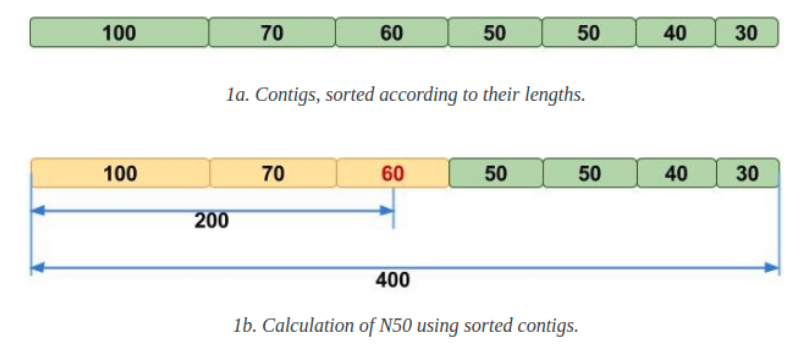 100 70 60 50 50 40 30
1a. Contigs, sorted according to their lengths.
100 70 60 50 50 40 30
200
400
1b. Calculation of N50 using sorted contigs.